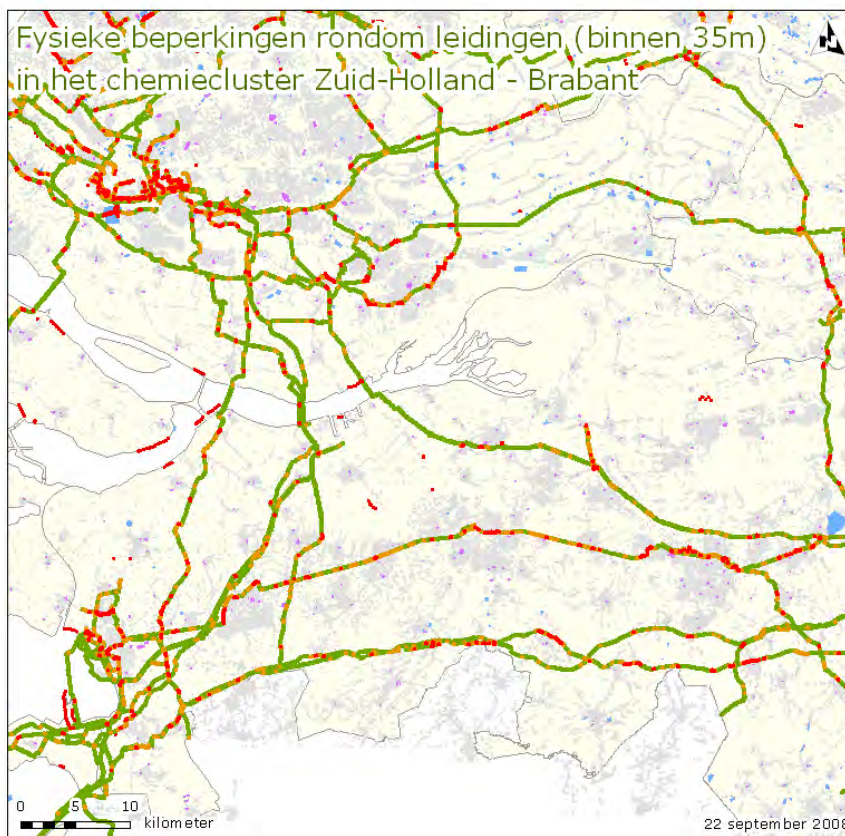 Fysieke beperkingen rondom leidingen (binnen 35m)
in het chemiecluster Zuid-Holland - Brabant
N
0 5 10
kilometer
22 september 2008